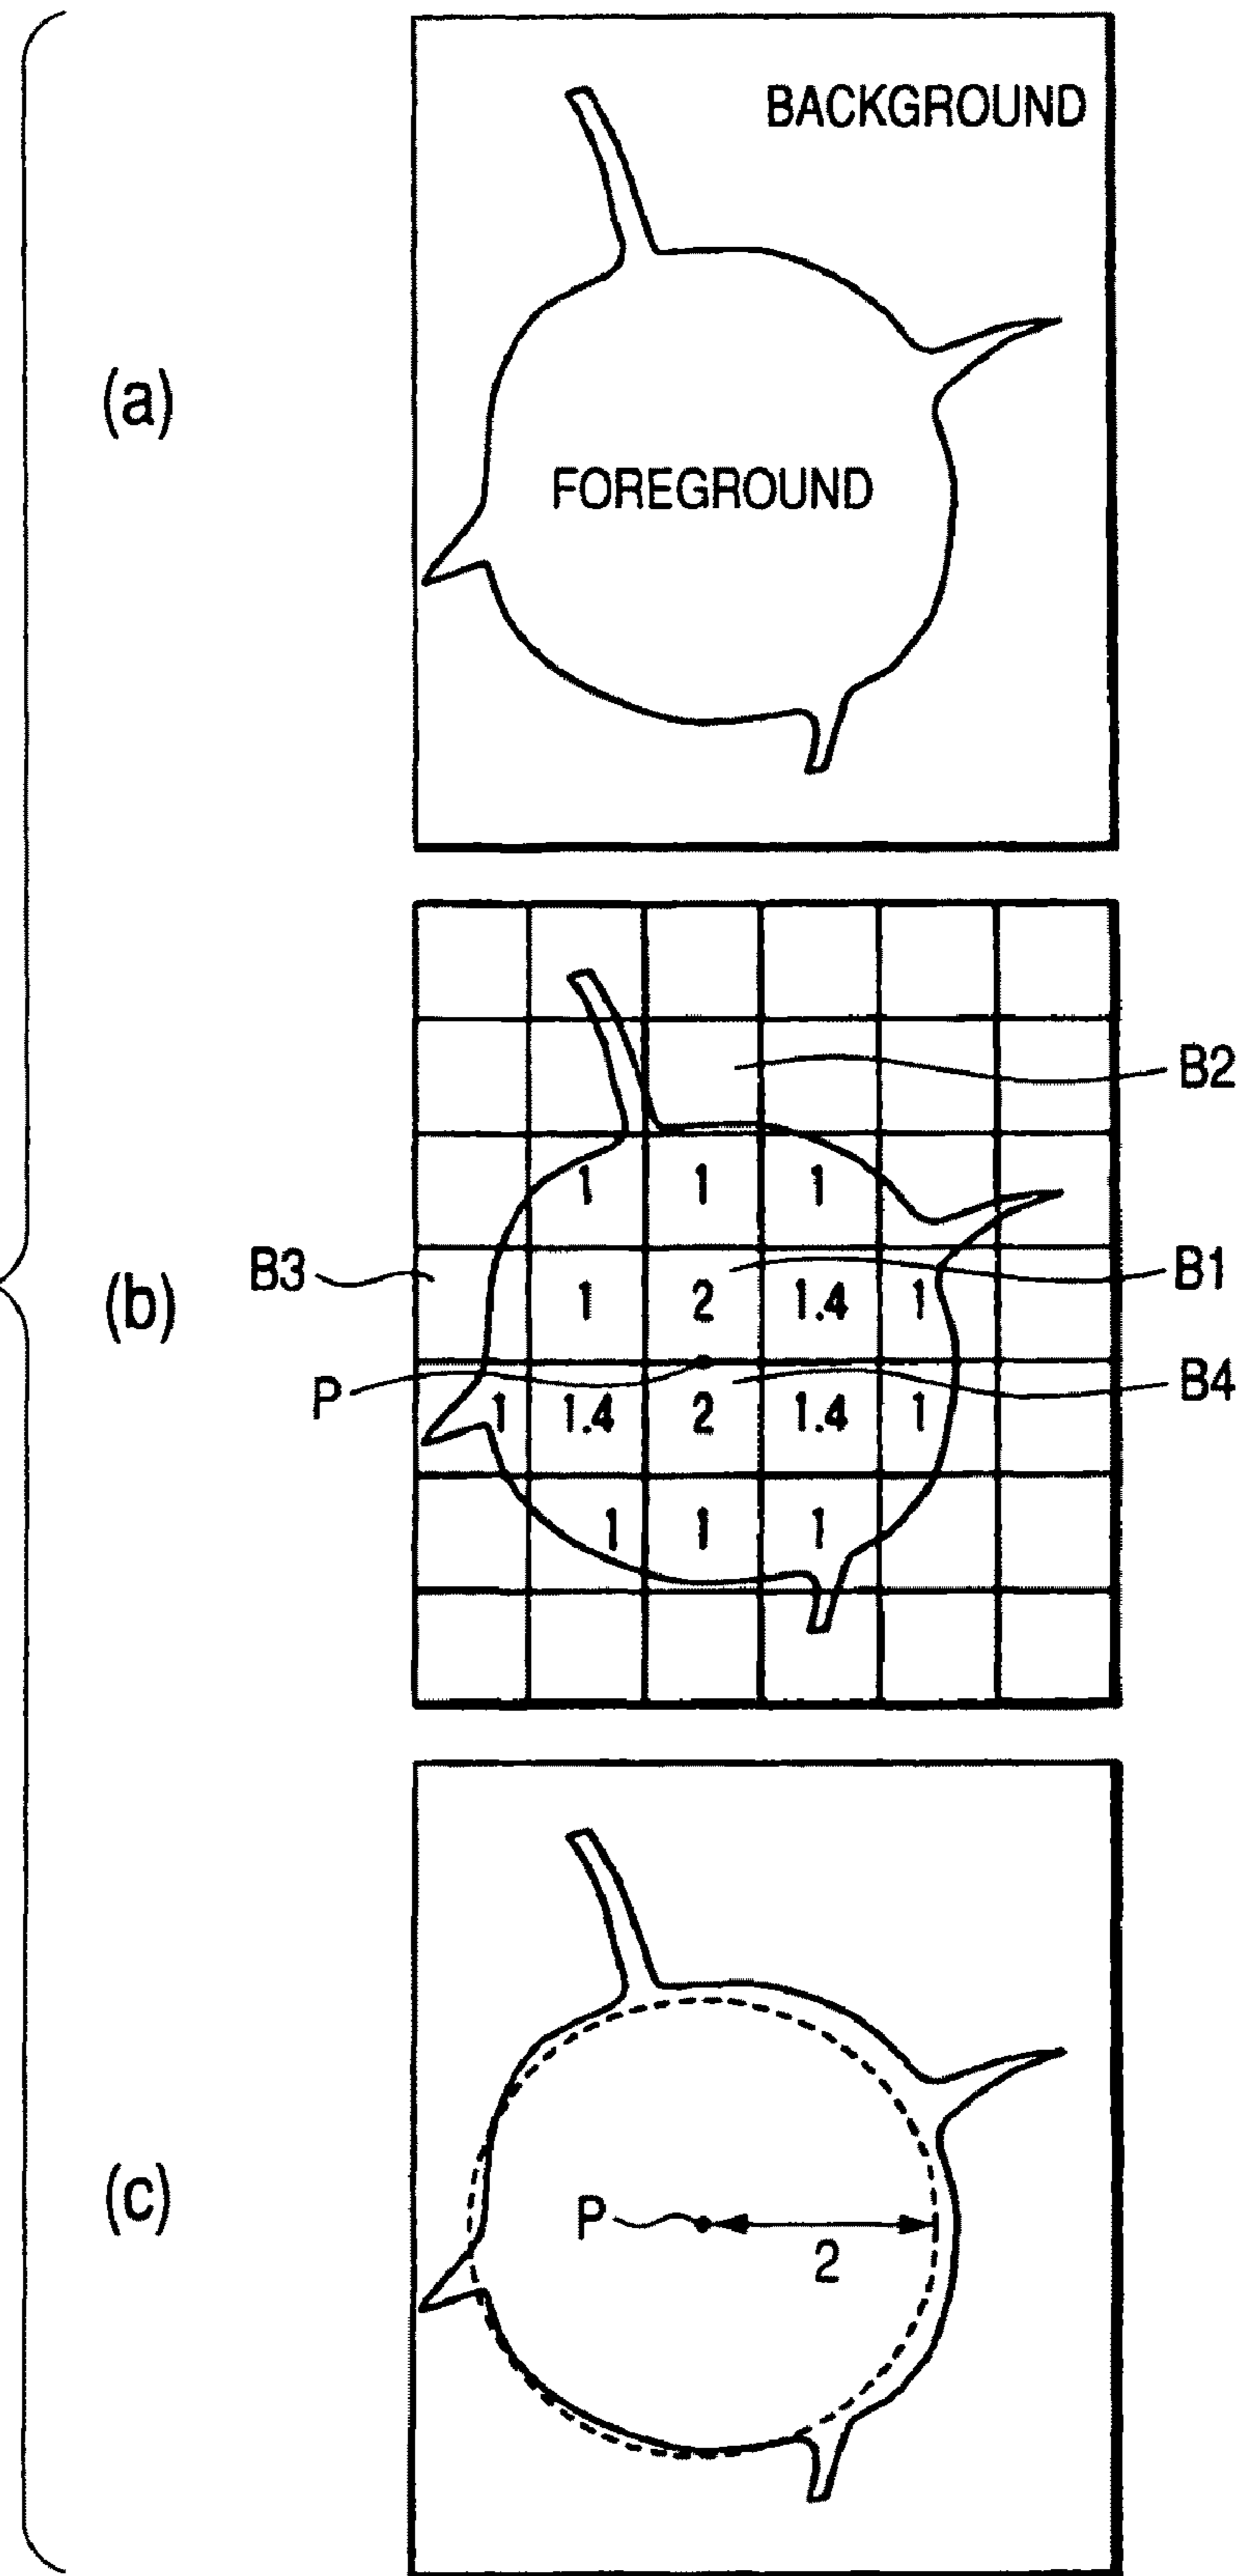 BACKGROUND
(a)
FOREGROUND
B2
1 1 1
B3
(b)
1 2 1.4 1
B1
P
1 1.4 2 1.4 1
B4
1 1 1
(c)
P
2